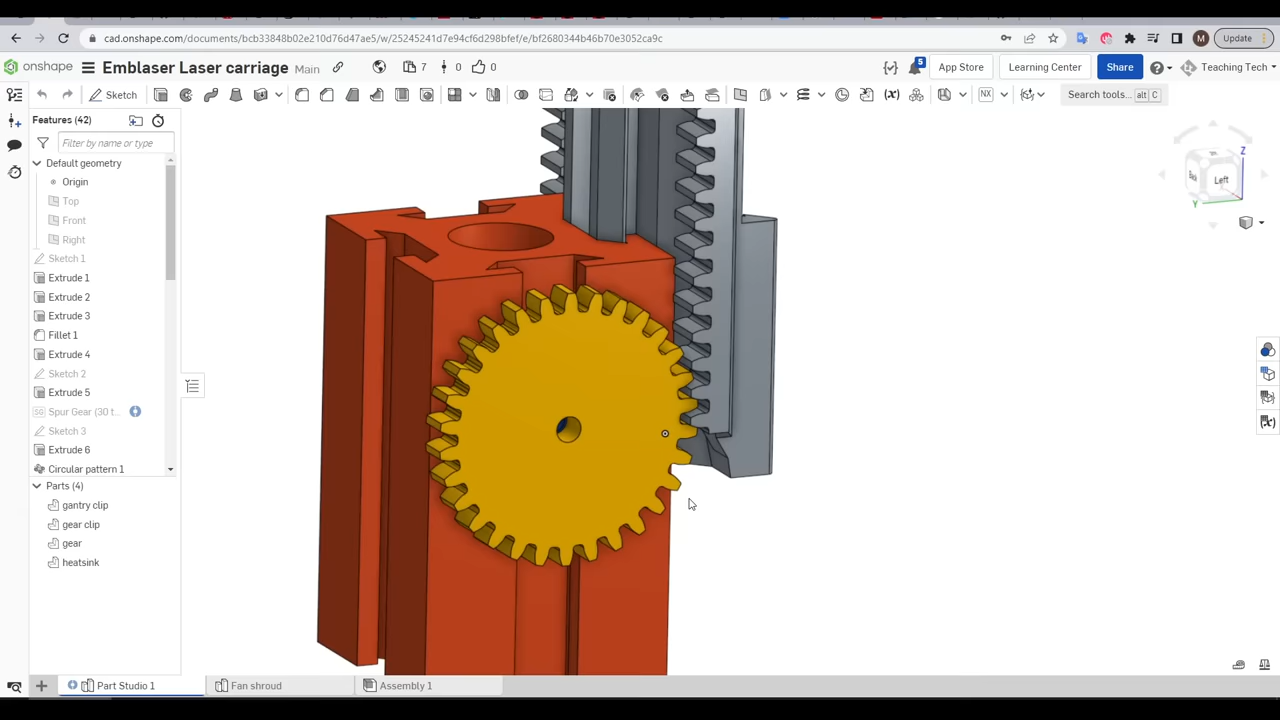 cad.onshape.com/documents/bcb33848b02e210d76d47ae5/w/25245241d7e94cf6d298bfef/e/bf2680344b46b70e3052ca9c
M
Update
onshape
Emblaser Laser carriage
Main
7
0
0
5
App Store
Learning Center
Share
Teaching Tech
Sketch
NX
Search tools...
alt
C
Features (42)
Filter by name or type
Default geometry
Origin
Top
Front
Right
Sketch 1
Extrude 1
Extrude 2
Extrude 3
Fillet 1
Extrude 4
Sketch 2
Extrude 5
Spur Gear (30 t...
Sketch 3
Extrude 6
Circular pattern 1
Parts (4)
gantry clip
gear clip
gear
heatsink
Z
Left
Y
Part Studio 1
Fan shroud
Assembly 1